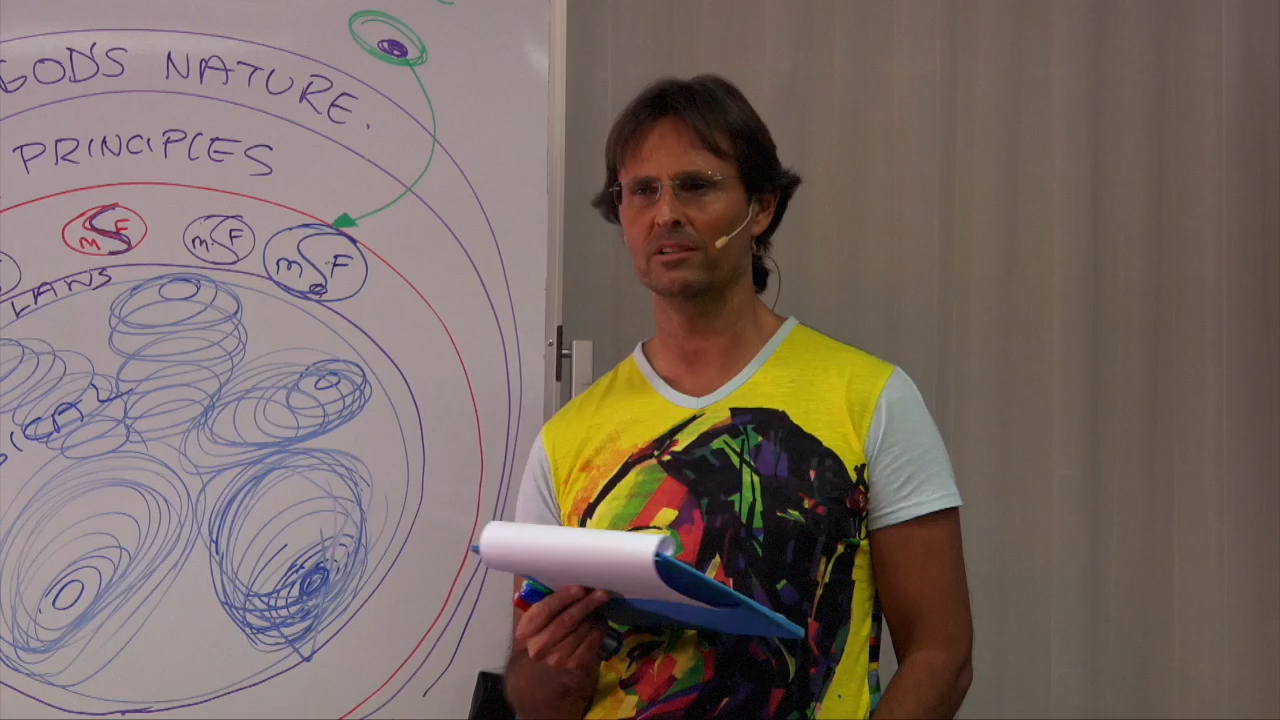 GOD'S NATURE.
PRINCIPLES
m S F
m S F
m S F
LAWS